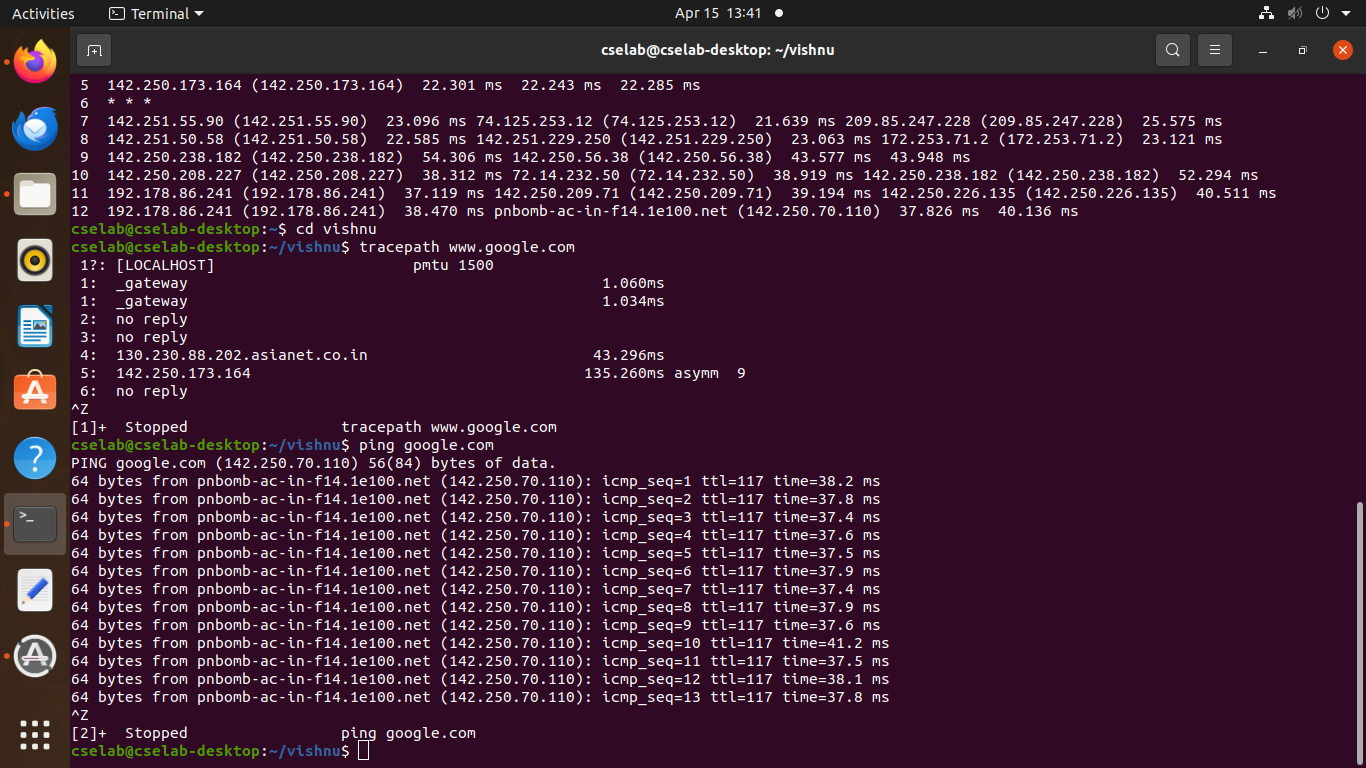 Activities Terminal Apr 15 13:41
cselab@cselab-desktop: ~/vishnu
 5  142.250.173.164 (142.250.173.164)  22.301 ms  22.243 ms  22.285 ms
 6  * * *
 7  142.251.55.90 (142.251.55.90)  23.096 ms 74.125.253.12 (74.125.253.12)  21.639 ms 209.85.247.228 (209.85.247.228)  25.575 ms
 8  142.251.50.58 (142.251.50.58)  22.585 ms 142.251.229.250 (142.251.229.250)  23.063 ms 172.253.71.2 (172.253.71.2)  23.121 ms
 9  142.250.238.182 (142.250.238.182)  54.306 ms 142.250.56.38 (142.250.56.38)  43.577 ms  43.948 ms
10  142.250.208.227 (142.250.208.227)  38.312 ms 72.14.232.50 (72.14.232.50)  38.919 ms 142.250.238.182 (142.250.238.182)  52.294 ms
11  192.178.86.241 (192.178.86.241)  37.119 ms 142.250.209.71 (142.250.209.71)  39.194 ms 142.250.226.135 (142.250.226.135)  40.511 ms
12  192.178.86.241 (192.178.86.241)  38.470 ms pnbomb-ac-in-f14.1e100.net (142.250.70.110)  37.826 ms  40.136 ms
cselab@cselab-desktop:~$ cd vishnu
cselab@cselab-desktop:~/vishnu$ tracepath www.google.com
 1?: [LOCALHOST]                      pmtu 1500
 1:  _gateway                                              1.060ms
 1:  _gateway                                              1.034ms
 2:  no reply
 3:  no reply
 4:  130.230.88.202.asianet.co.in                         43.296ms
 5:  142.250.173.164                                     135.260ms asymm  9
 6:  no reply
^Z
[1]+  Stopped                 tracepath www.google.com
cselab@cselab-desktop:~/vishnu$ ping google.com
PING google.com (142.250.70.110) 56(84) bytes of data.
64 bytes from pnbomb-ac-in-f14.1e100.net (142.250.70.110): icmp_seq=1 ttl=117 time=38.2 ms
64 bytes from pnbomb-ac-in-f14.1e100.net (142.250.70.110): icmp_seq=2 ttl=117 time=37.8 ms
64 bytes from pnbomb-ac-in-f14.1e100.net (142.250.70.110): icmp_seq=3 ttl=117 time=37.4 ms
64 bytes from pnbomb-ac-in-f14.1e100.net (142.250.70.110): icmp_seq=4 ttl=117 time=37.6 ms
64 bytes from pnbomb-ac-in-f14.1e100.net (142.250.70.110): icmp_seq=5 ttl=117 time=37.5 ms
64 bytes from pnbomb-ac-in-f14.1e100.net (142.250.70.110): icmp_seq=6 ttl=117 time=37.9 ms
64 bytes from pnbomb-ac-in-f14.1e100.net (142.250.70.110): icmp_seq=7 ttl=117 time=37.4 ms
64 bytes from pnbomb-ac-in-f14.1e100.net (142.250.70.110): icmp_seq=8 ttl=117 time=37.9 ms
64 bytes from pnbomb-ac-in-f14.1e100.net (142.250.70.110): icmp_seq=9 ttl=117 time=37.6 ms
64 bytes from pnbomb-ac-in-f14.1e100.net (142.250.70.110): icmp_seq=10 ttl=117 time=41.2 ms
64 bytes from pnbomb-ac-in-f14.1e100.net (142.250.70.110): icmp_seq=11 ttl=117 time=37.5 ms
64 bytes from pnbomb-ac-in-f14.1e100.net (142.250.70.110): icmp_seq=12 ttl=117 time=38.1 ms
64 bytes from pnbomb-ac-in-f14.1e100.net (142.250.70.110): icmp_seq=13 ttl=117 time=37.8 ms
^Z
[2]+  Stopped                 ping google.com
cselab@cselab-desktop:~/vishnu$